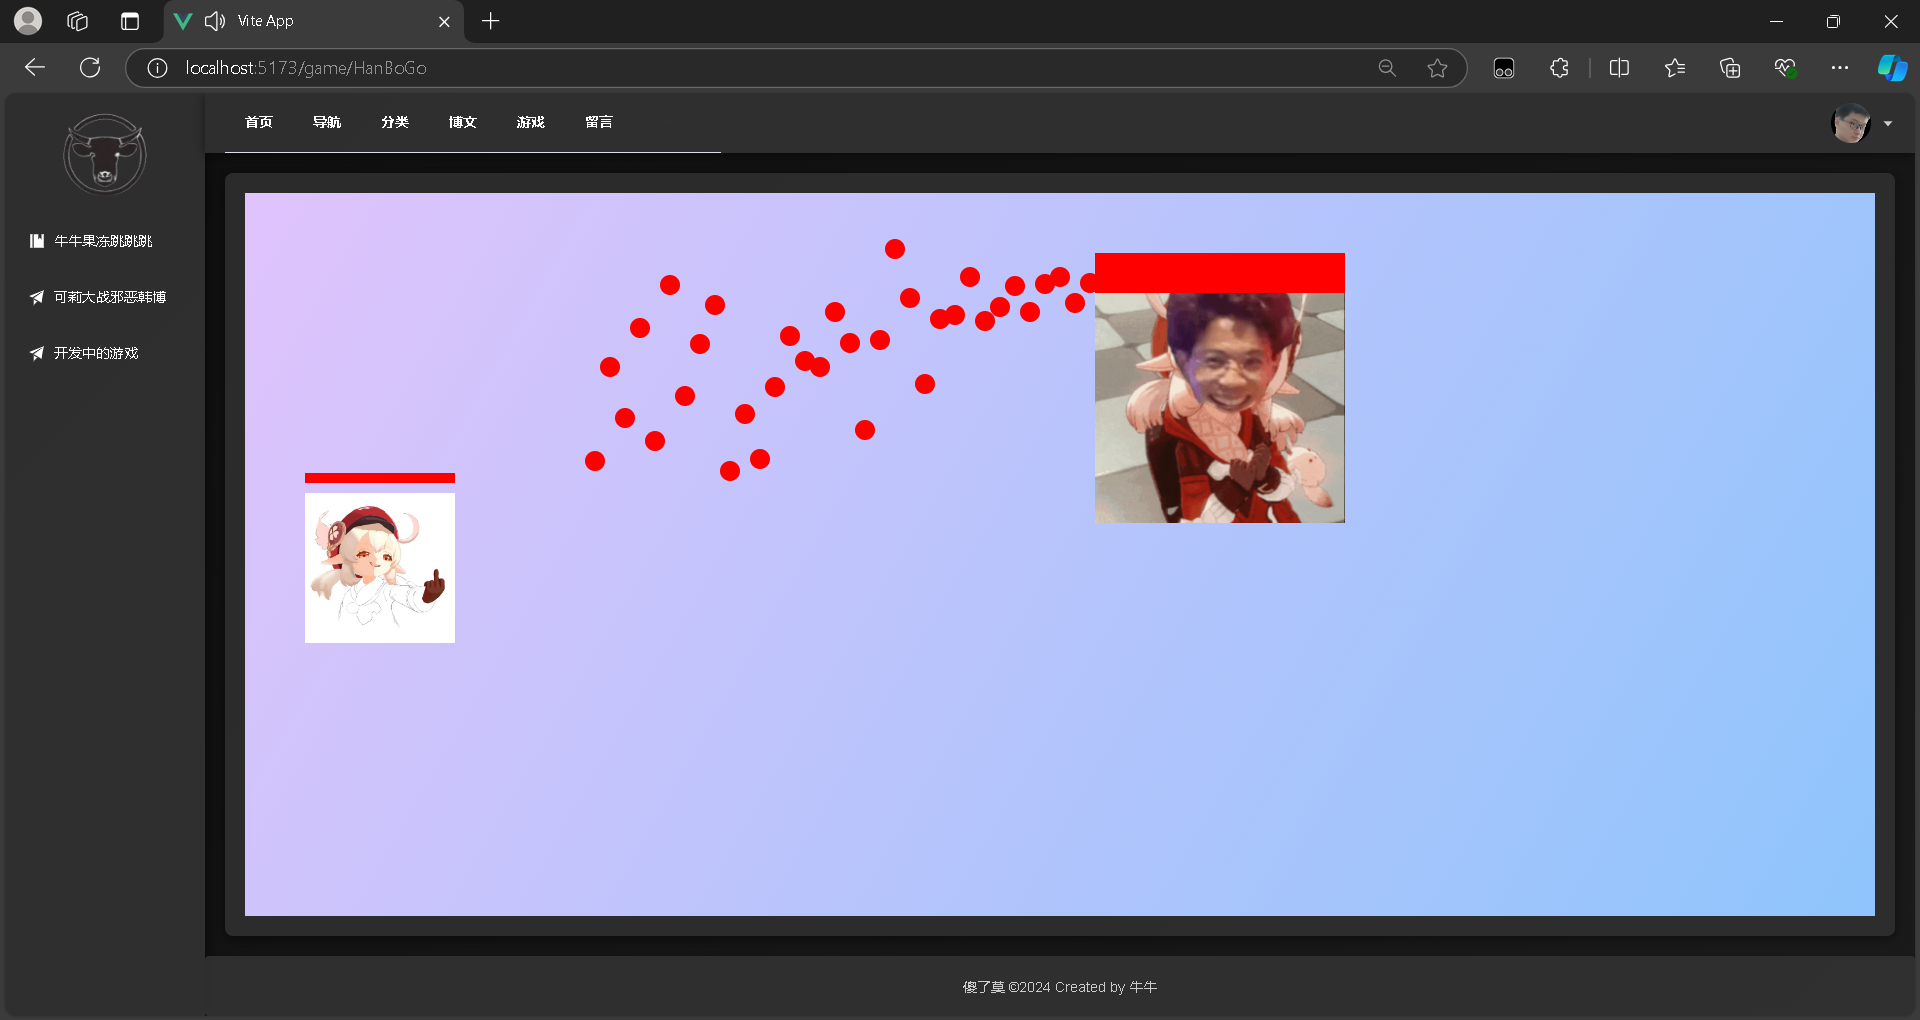 Vite App
localhost:5173/game/HanBoGo
首页 导航 分类 博文 游戏 留言
牛牛果冻跳跳跳
可莉大战邪恶韩博
开发中的游戏
傻了莫 ©2024 Created by 牛牛